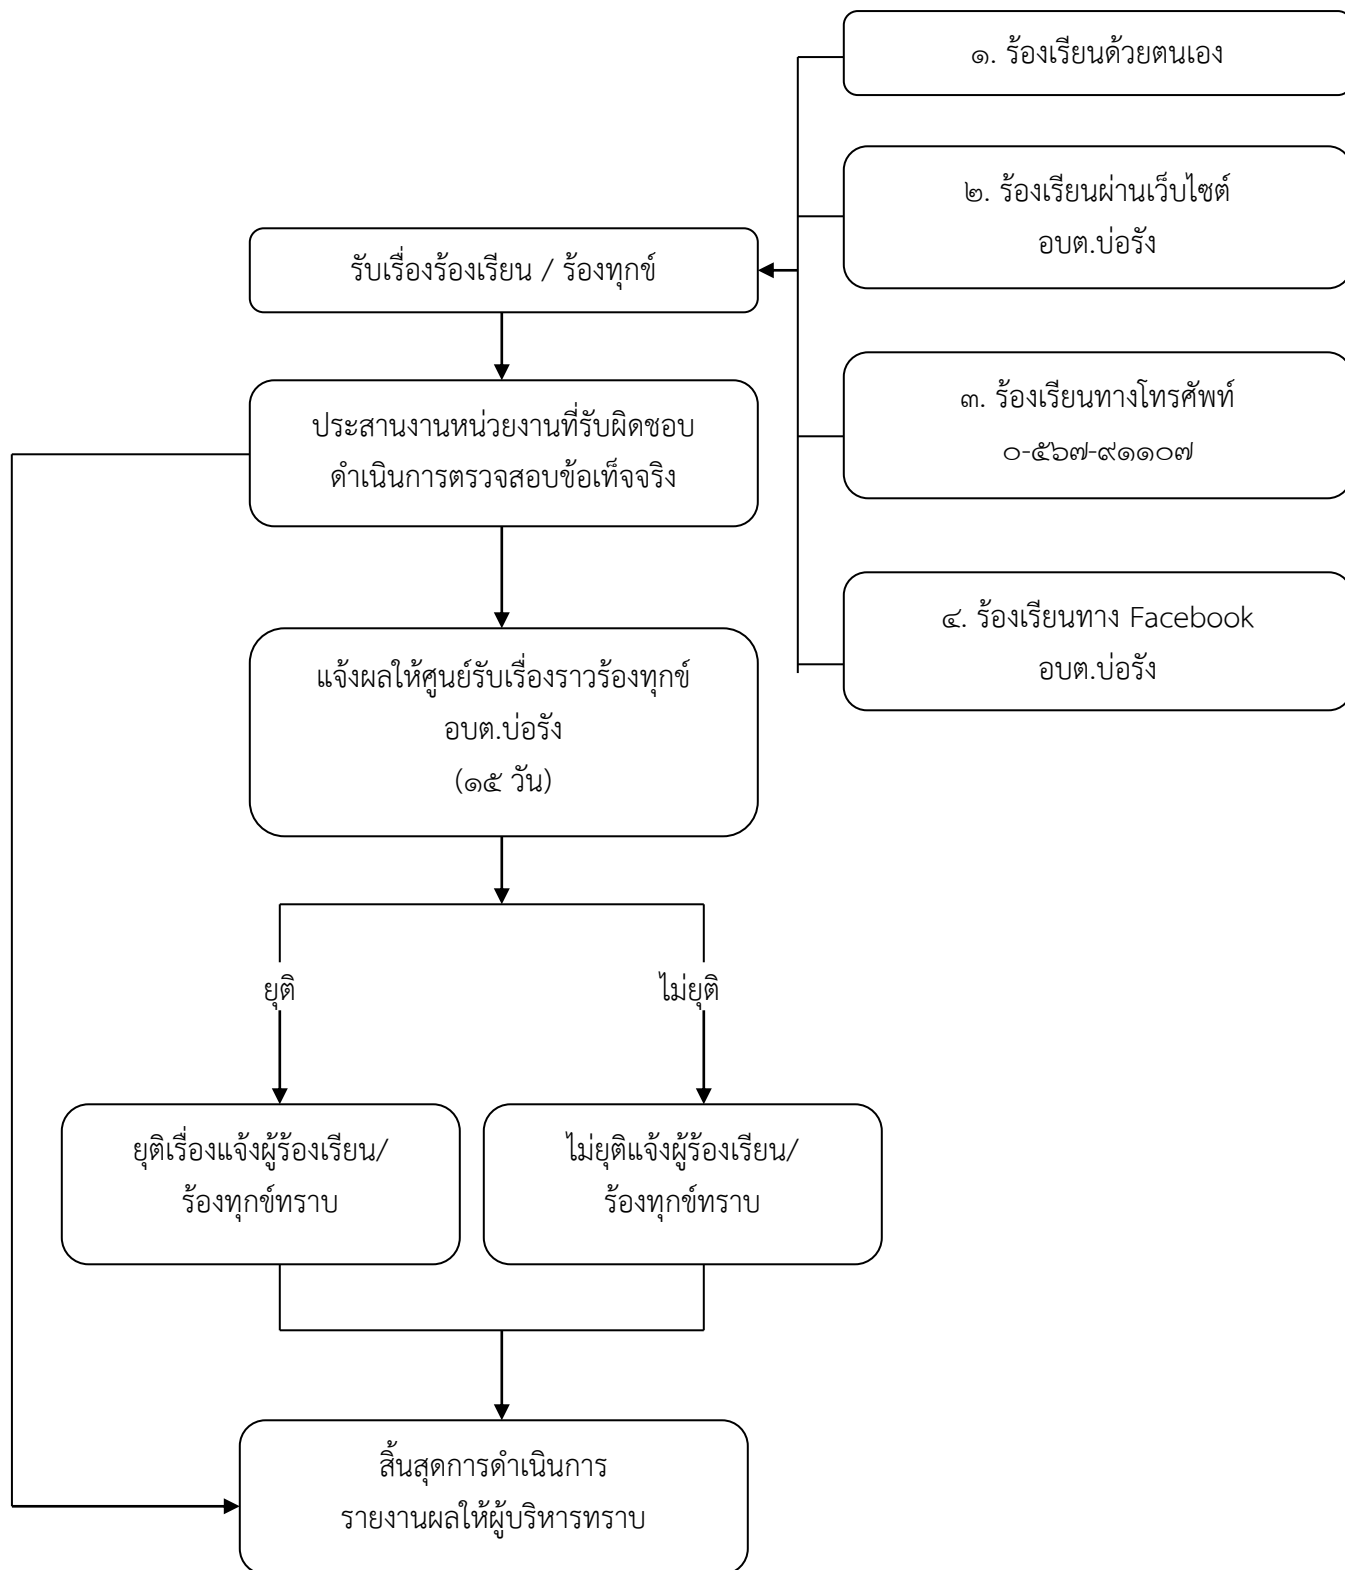 ๑. ร้องเรียนด้วยตนเอง
๒. ร้องเรียนผ่านเว็บไซต์
อบต.บ่อรัง
รับเรื่องร้องเรียน / ร้องทุกข์
๓. ร้องเรียนทางโทรศัพท์
๐-๕๖๗-๙๑๑๐๗
ประสานงานหน่วยงานที่รับผิดชอบ
ดำเนินการตรวจสอบข้อเท็จจริง
๔. ร้องเรียนทาง Facebook
อบต.บ่อรัง
แจ้งผลให้ศูนย์รับเรื่องราวร้องทุกข์
อบต.บ่อรัง
(๑๕ วัน)
ยุติ
ไม่ยุติ
ยุติเรื่องแจ้งผู้ร้องเรียน/
ร้องทุกข์ทราบ
ไม่ยุติแจ้งผู้ร้องเรียน/
ร้องทุกข์ทราบ
สิ้นสุดการดำเนินการ
รายงานผลให้ผู้บริหารทราบ